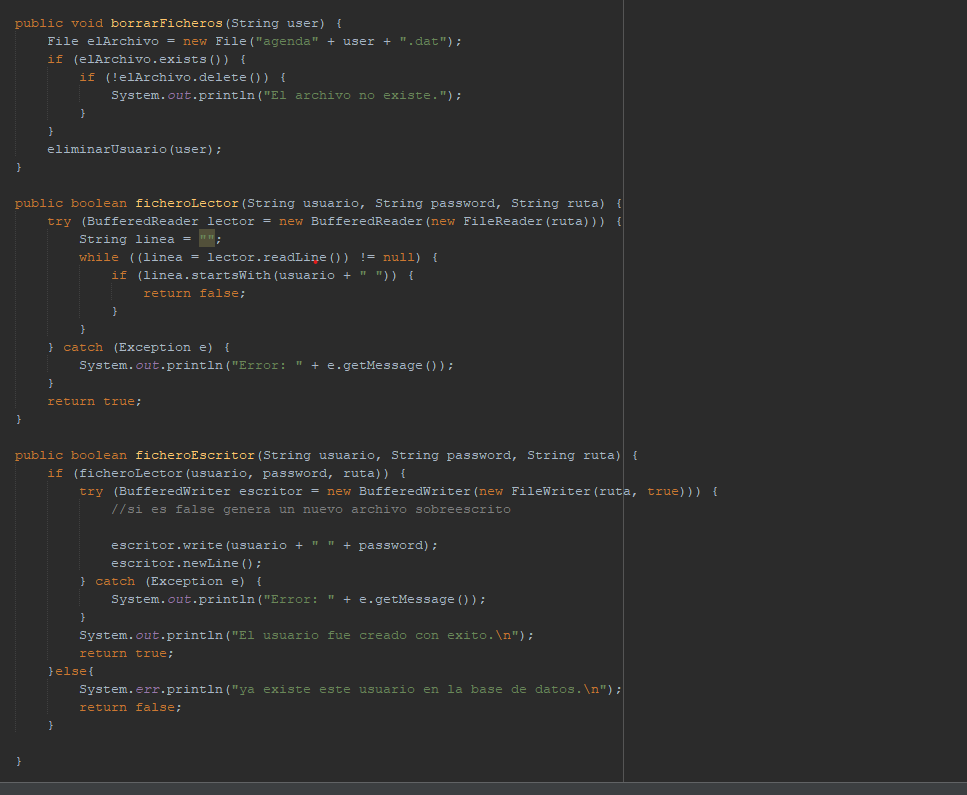 public void borrarFicheros(String user) {
    File elArchivo = new File("agenda" + user + ".dat");
    if (elArchivo.exists()) {
        if (!elArchivo.delete()) {
            System.out.println("El archivo no existe.");
        }
    }
    eliminarUsuario(user);
}

public boolean ficheroLector(String usuario, String password, String ruta) {
    try (BufferedReader lector = new BufferedReader(new FileReader(ruta))) {
        String linea = "";
        while ((linea = lector.readLine()) != null) {
            if (linea.startsWith(usuario + " ")) {
                return false;
            }
        }
    } catch (Exception e) {
        System.out.println("Error: " + e.getMessage());
    }
    return true;
}

public boolean ficheroEscritor(String usuario, String password, String ruta) {
    if (ficheroLector(usuario, password, ruta)) {
        try (BufferedWriter escritor = new BufferedWriter(new FileWriter(ruta, true))) {
            //si es false genera un nuevo archivo sobreescrito

            escritor.write(usuario + " " + password);
            escritor.newLine();
        } catch (Exception e) {
            System.out.println("Error: " + e.getMessage());
        }
        System.out.println("El usuario fue creado con exito.\n");
        return true;
    }else{
        System.err.println("ya existe este usuario en la base de datos.\n");
        return false;
    }

}